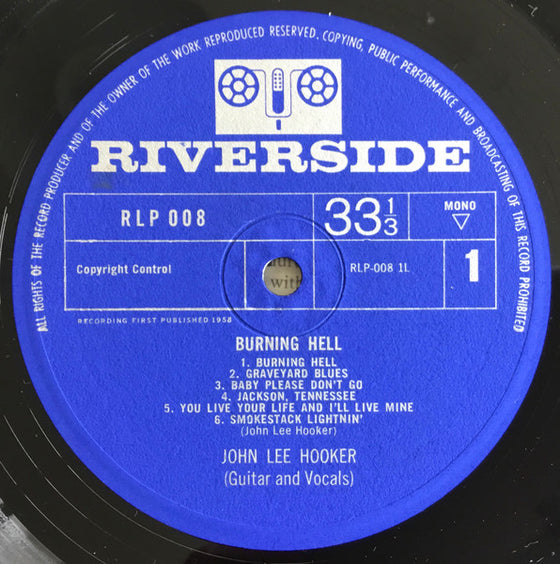 ALL RIGHTS OF THE RECORD PRODUCER AND OF THE OWNER OF THE WORK REPRODUCED RESERVED. COPYING, PUBLIC PERFORMANCE AND BROADCASTING OF THIS RECORD PROHIBITED
RIVERSIDE
RLP 008
33 1/3
MONO
Copyright Control
with
RLP-008 1L
1
RECORDING FIRST PUBLISHED 1958
BURNING HELL
1. BURNING HELL
2. GRAVEYARD BLUES
3. BABY PLEASE DON'T GO
4. JACKSON, TENNESSEE
5. YOU LIVE YOUR LIFE AND I'LL LIVE MINE
6. SMOKESTACK LIGHTNIN'
(John Lee Hooker)
JOHN LEE HOOKER
(Guitar and Vocals)